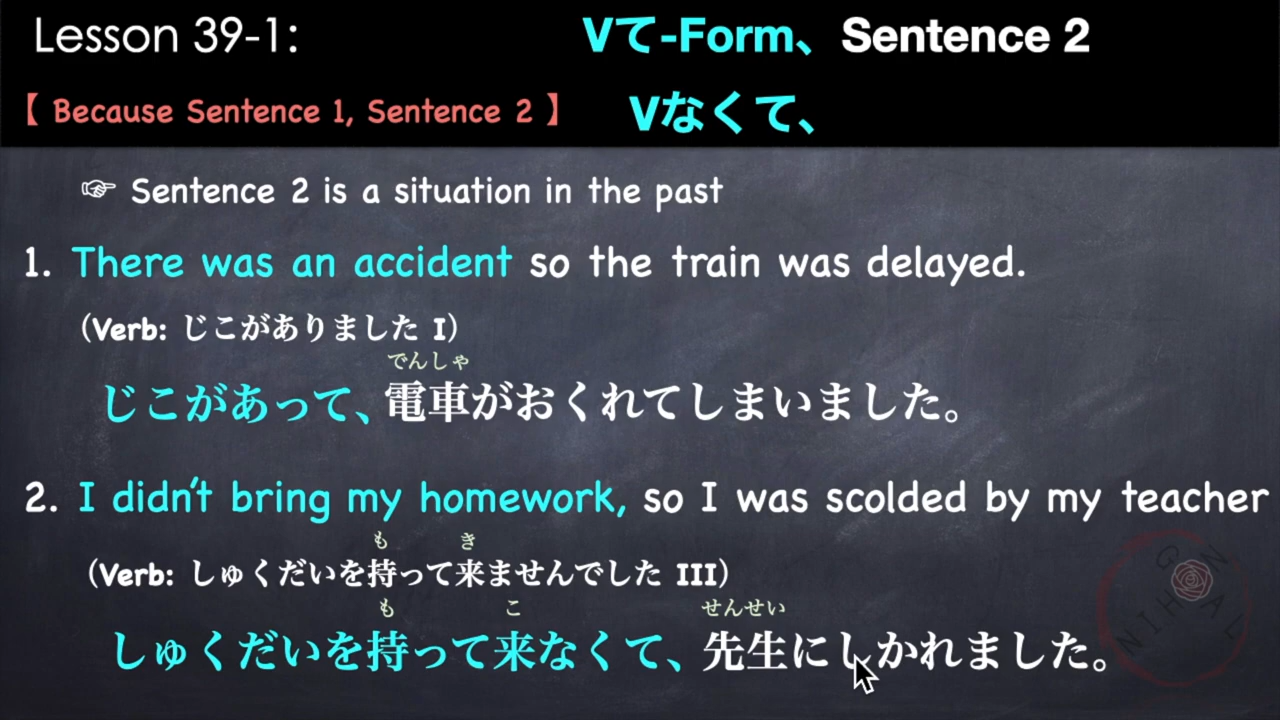 Lesson 39-1:
Vて-Form、Sentence 2
【 Because Sentence 1, Sentence 2 】
Vなくて、
☞ Sentence 2 is a situation in the past
1. There was an accident so the train was delayed.
(Verb: じこがありました I)
でんしゃ
じこがあって、電車がおくれてしまいました。
2. I didn't bring my homework, so I was scolded by my teacher
も き
(Verb: しゅくだいを持って来ませんでした III)
も こ せんせい
しゅくだいを持って来なくて、先生にしかれました。
NIHONGOAL